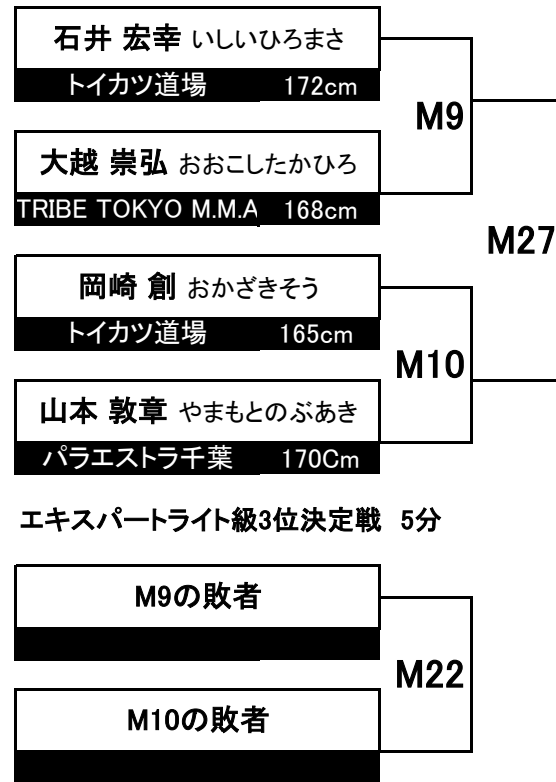 石井 宏幸 いしいひろまさ
トイカツ道場 172cm
M9
大越 崇弘 おおこしたかひろ
TRIBE TOKYO M.M.A 168cm
M27
岡崎 創 おかざきそう
トイカツ道場 165cm
M10
山本 敦章 やまもとのぶあき
パラエストラ千葉 170Cm
エキスパートライト級3位決定戦 5分
M9の敗者
M22
M10の敗者